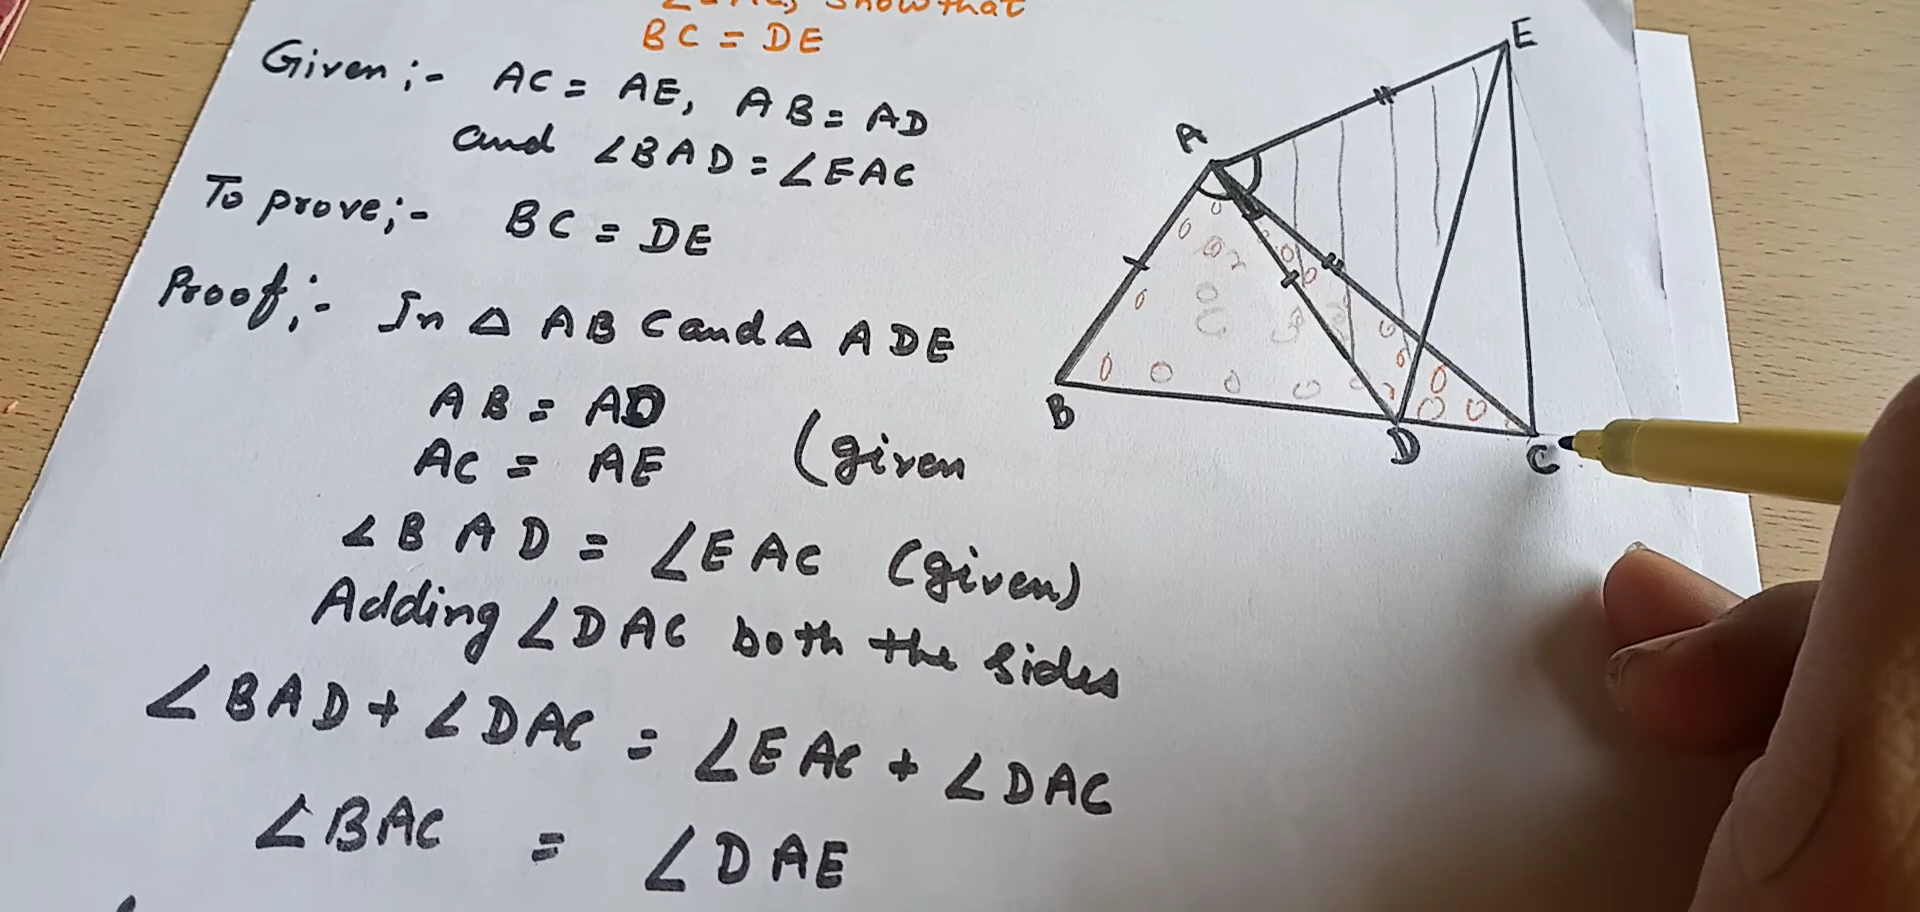 show that
BC = DE
Given ;- AC = AE, AB = AD
and ∠BAD = ∠EAC
To prove ;- BC = DE
Proof ;- In △ ABC and △ ADE
AB = AD
AC = AE (given
∠BAD = ∠EAC (given)
Adding ∠DAC both the sides
∠BAD + ∠DAC = ∠EAC + ∠DAC
∠BAC = ∠DAE
E
A
B
D
C